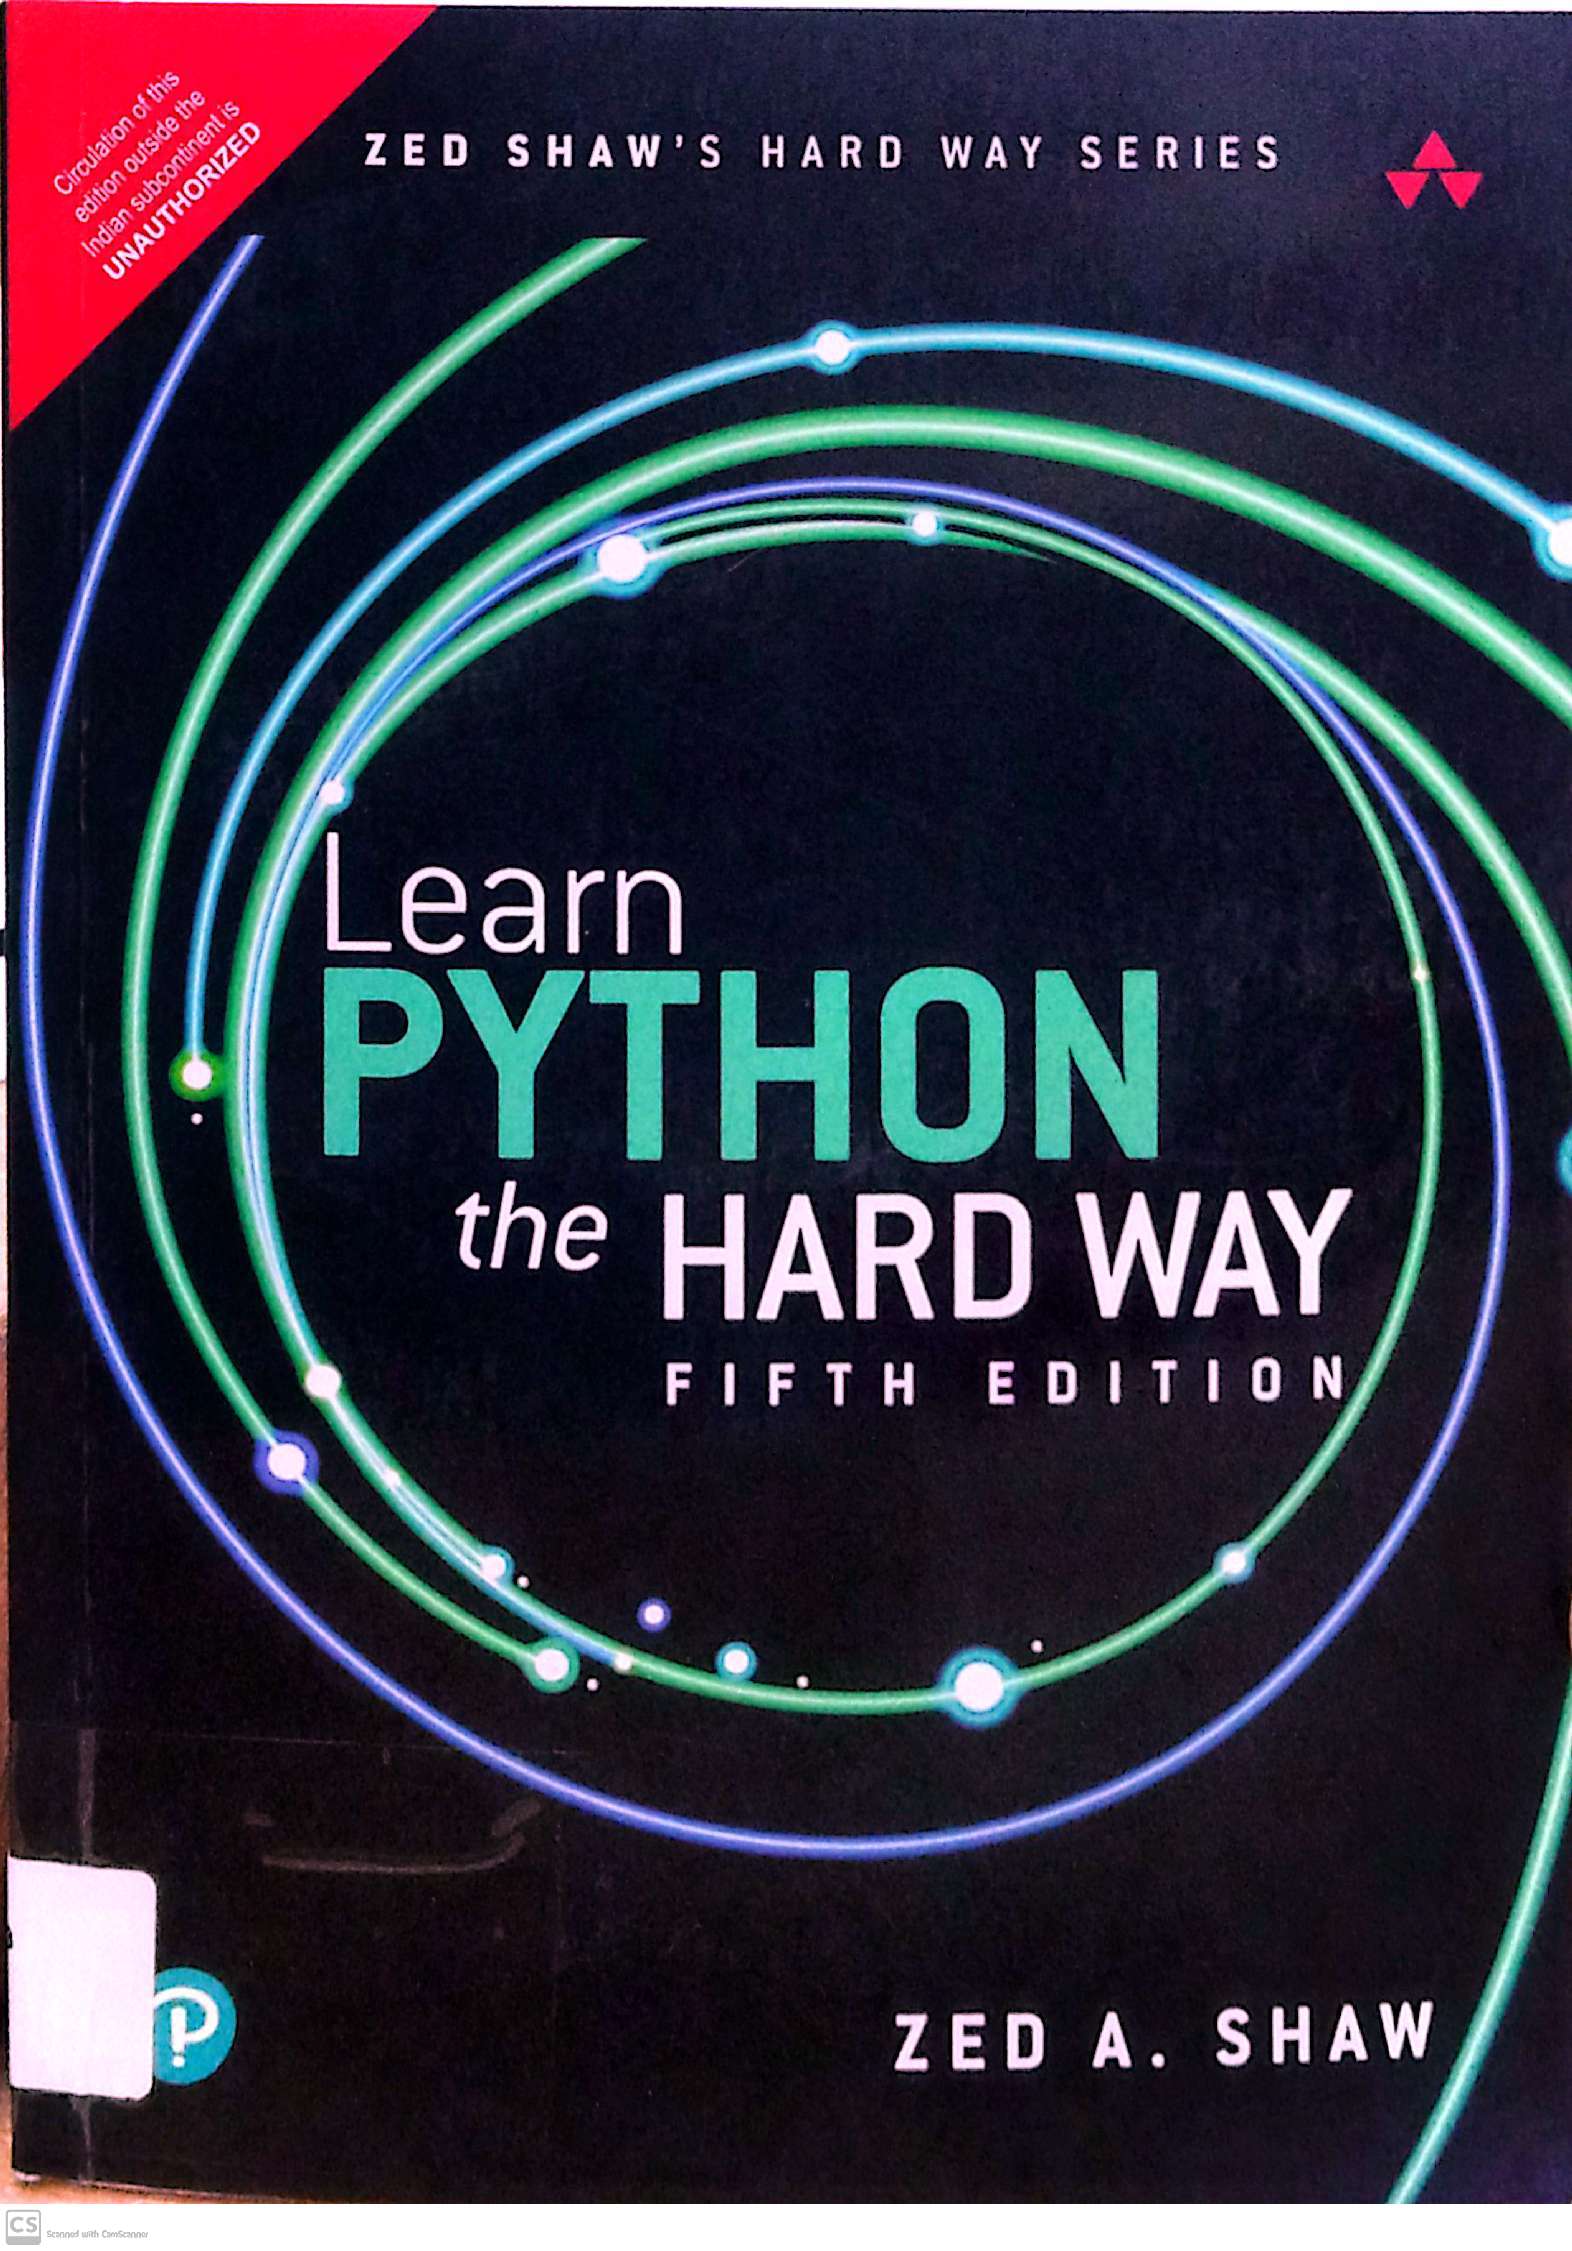 Circulation of this
edition outside the
Indian subcontinent is
UNAUTHORIZED
ZED SHAW'S HARD WAY SERIES
Learn
PYTHON
the HARD WAY
FIFTH EDITION
ZED A. SHAW
CS Scanned with CamScanner